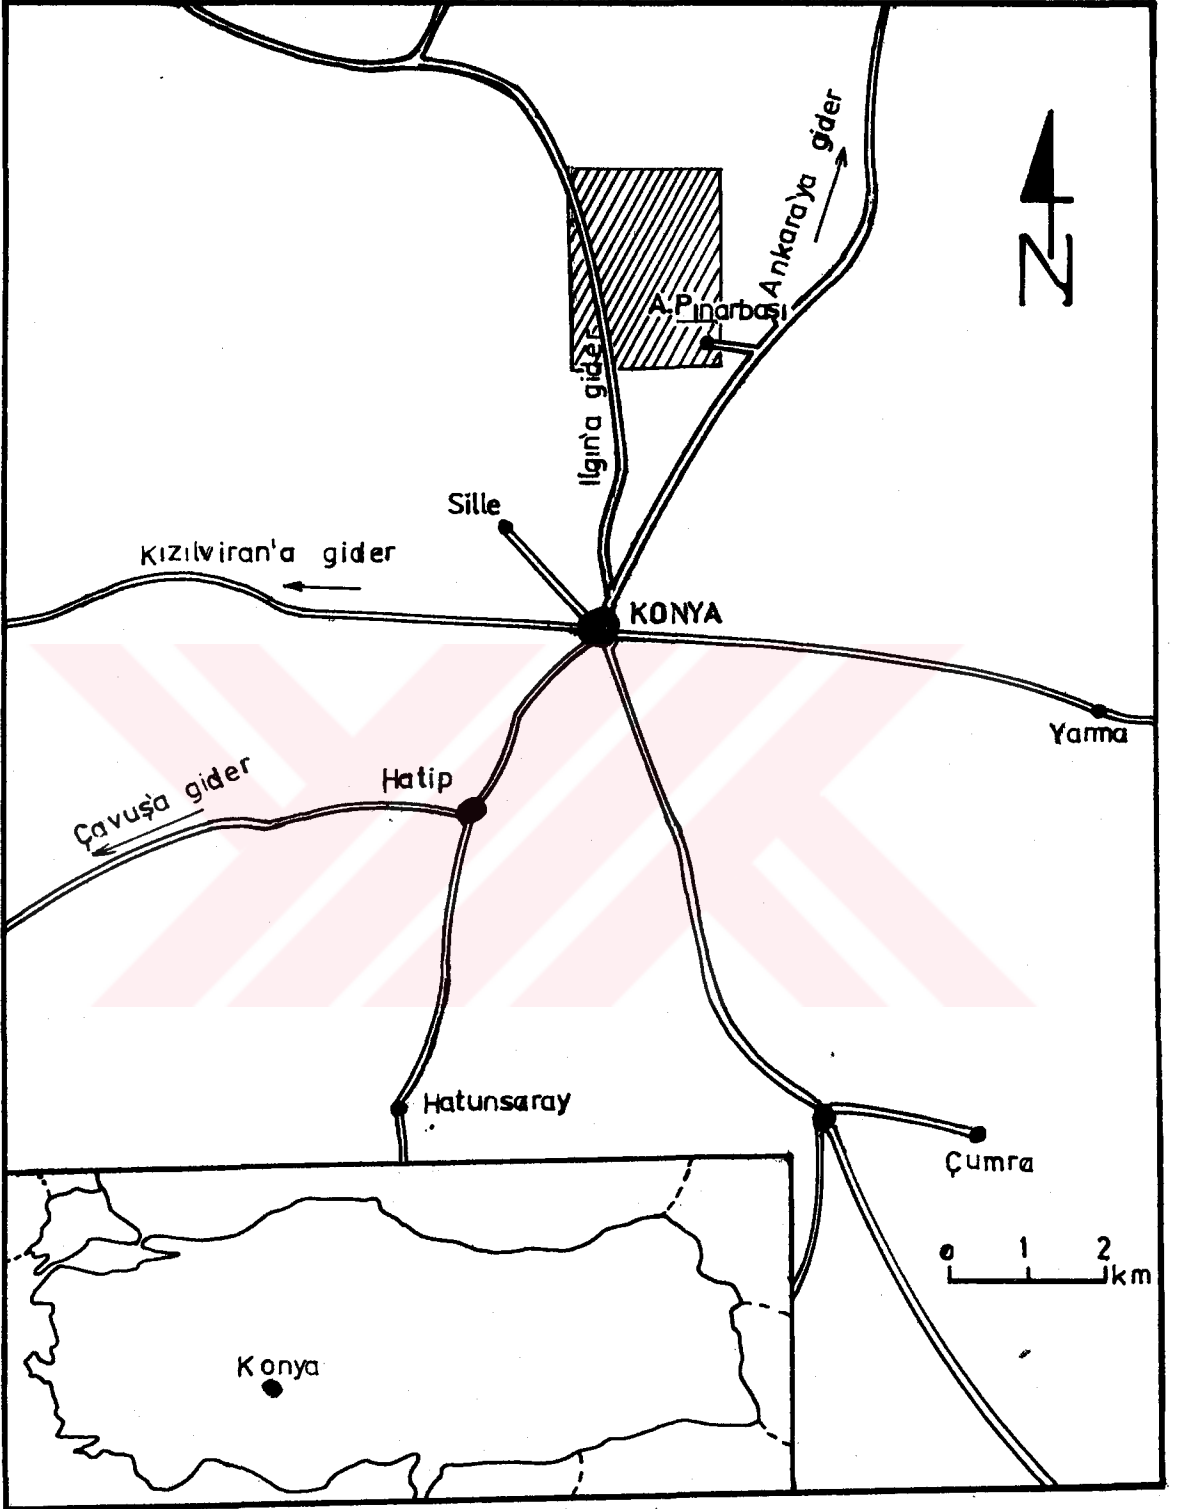 Ankara'ya gider
N
A.Pınarbaşı
Ilgın'a gider
Sille
Kızılviran'a gider
KONYA
Yarma
Hatip
Çavuş'a gider
Hatunsaray
Çumra
0 1 2
km
Konya